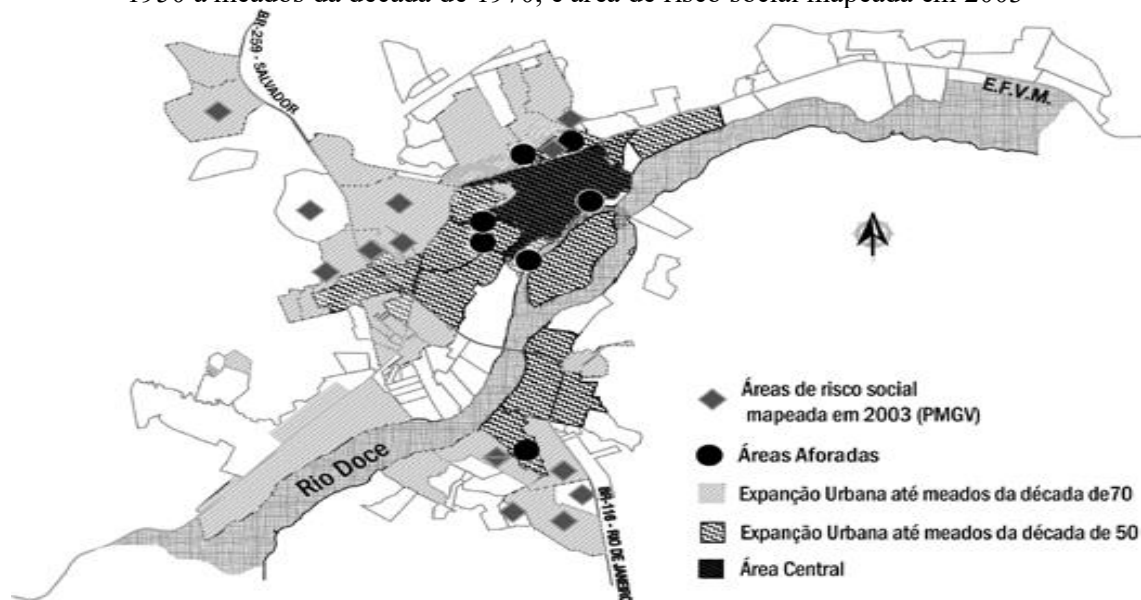 1950 a meados da década de 1970, e área de risco social mapeada em 2003
BR-259 - SALVADOR
E.F.V.M.
Rio Doce
BR-116 - RIO DE JANEIRO
Áreas de risco social
mapeada em 2003 (PMGV)
Áreas Aforadas
Expanção Urbana até meados da década de70
Expanção Urbana até meados da década de 50
Área Central